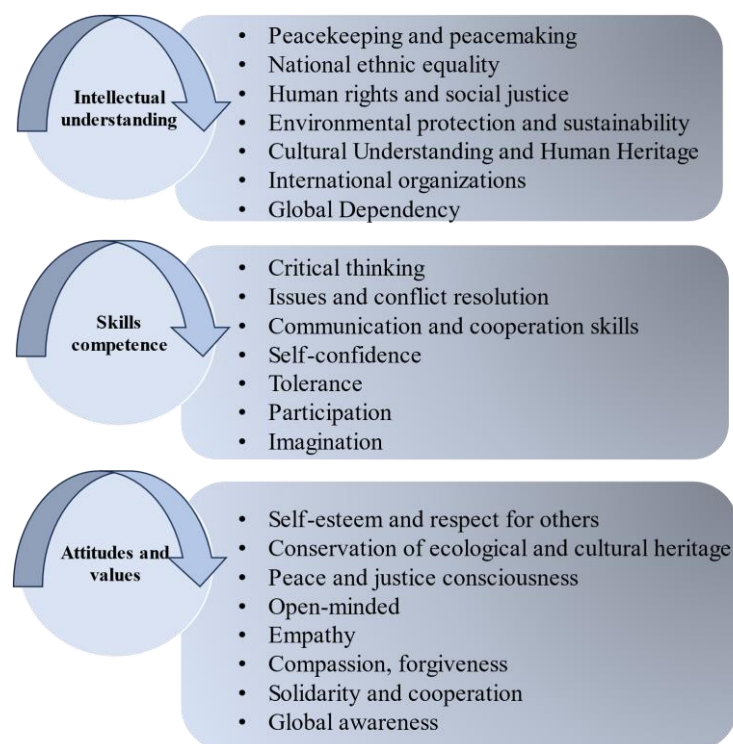 Intellectual
understanding
• Peacekeeping and peacemaking
• National ethnic equality
• Human rights and social justice
• Environmental protection and sustainability
• Cultural Understanding and Human Heritage
• International organizations
• Global Dependency
Skills
competence
• Critical thinking
• Issues and conflict resolution
• Communication and cooperation skills
• Self-confidence
• Tolerance
• Participation
• Imagination
Attitudes and
values
• Self-esteem and respect for others
• Conservation of ecological and cultural heritage
• Peace and justice consciousness
• Open-minded
• Empathy
• Compassion, forgiveness
• Solidarity and cooperation
• Global awareness